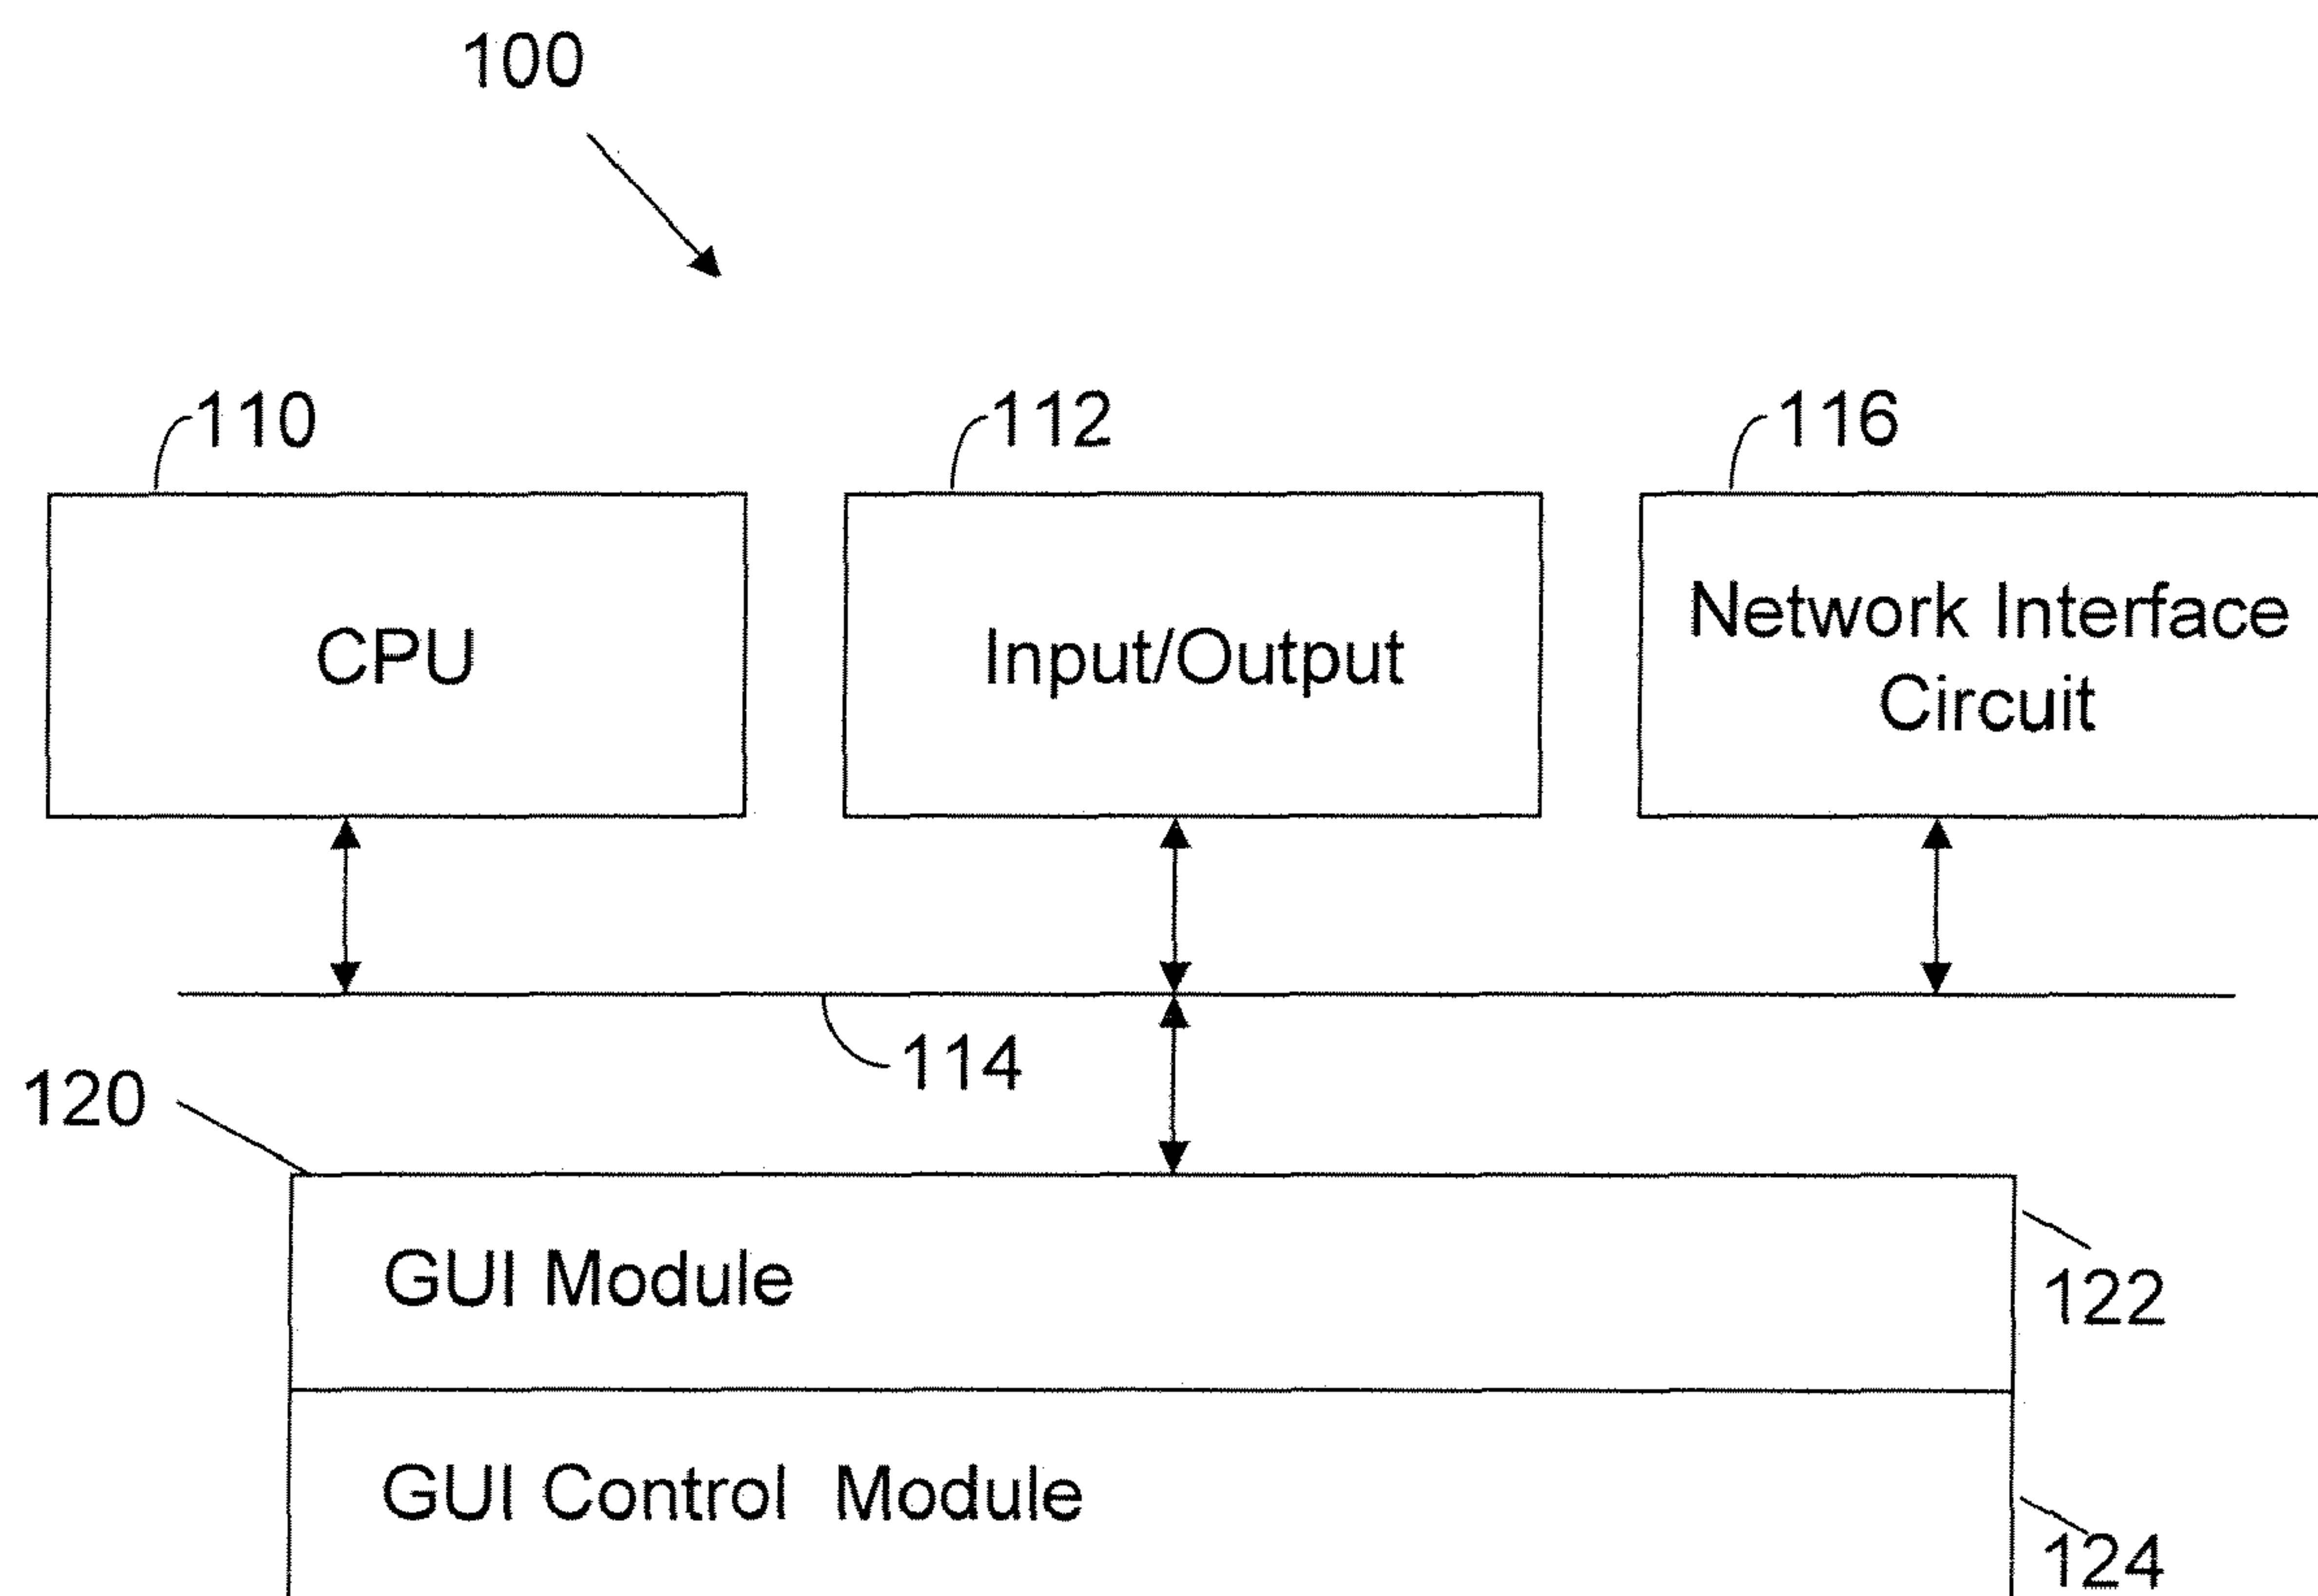 100
110
112
116
CPU
Input/Output
Network Interface
Circuit
114
120
GUI Module
122
GUI Control Module
124